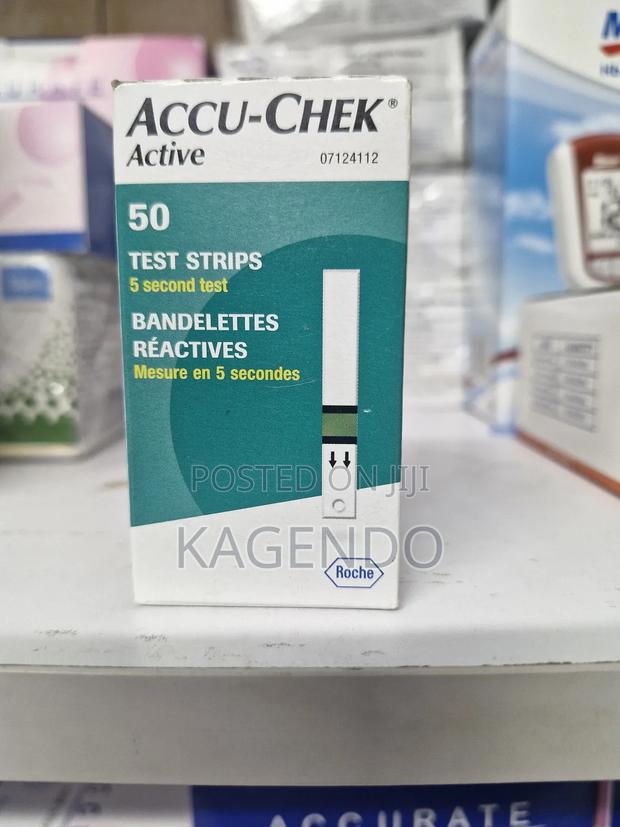 ACCU-CHEK®
Active
07124112
50
TEST STRIPS
5 second test
BANDELETTES
RÉACTIVES
Mesure en 5 secondes
POSTED ON JIJI
KAGENDO
Roche
ACCURATE